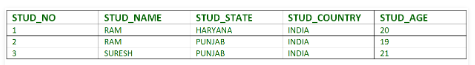 STUD_NO STUD_NAME STUD_STATE STUD_COUNTRY STUD_AGE
1 RAM HARYANA INDIA 20
2 RAM PUNJAB INDIA 19
3 SURESH PUNJAB INDIA 21